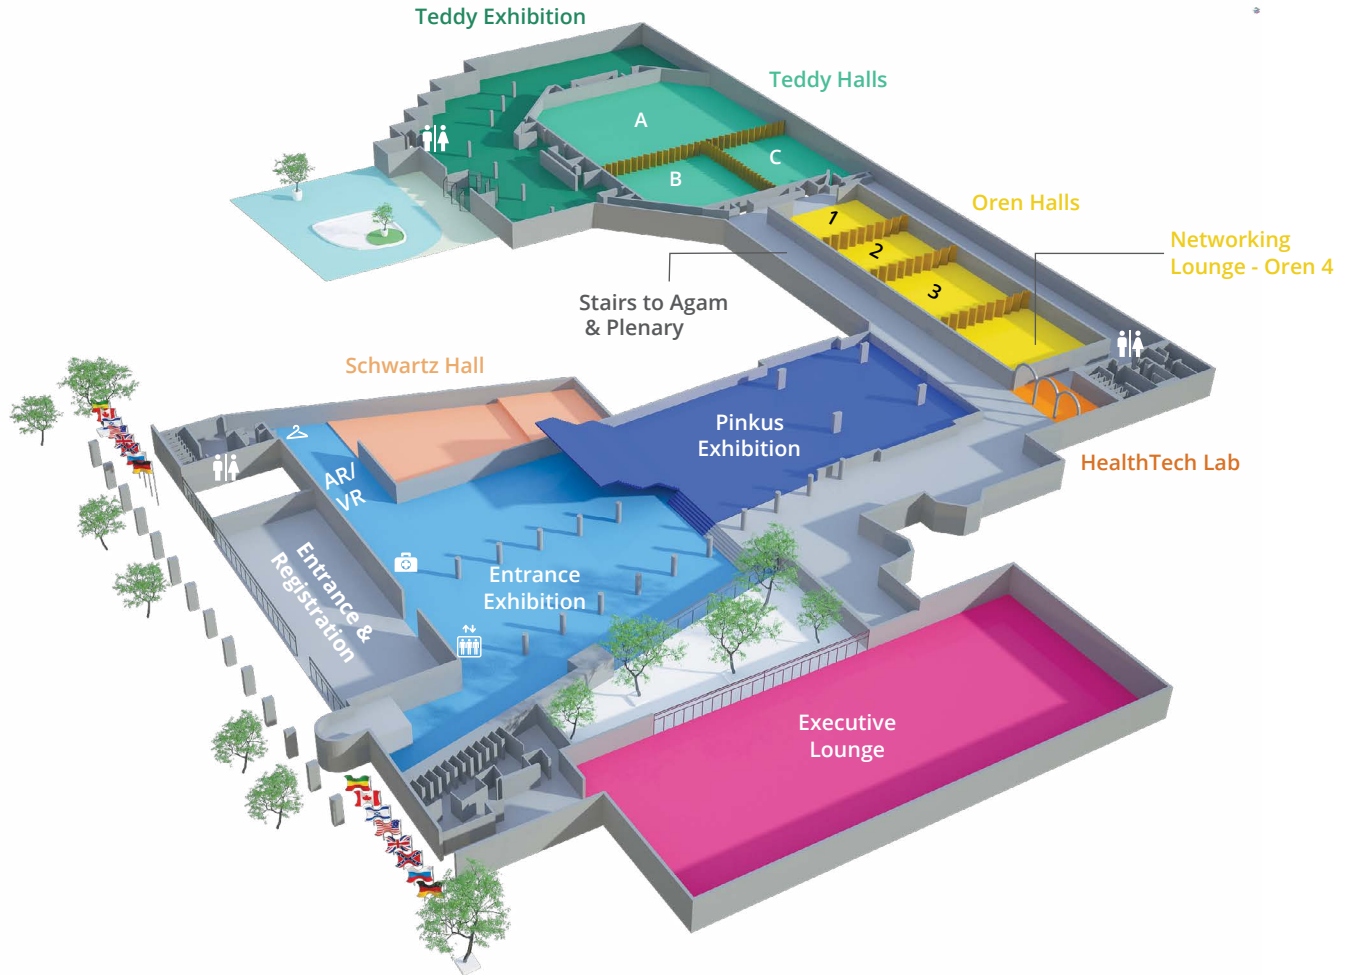 Teddy Exhibition
Teddy Halls
A
B
C
Oren Halls
1
2
3
Networking
Lounge - Oren 4
Stairs to Agam
& Plenary
Schwartz Hall
Pinkus
Exhibition
HealthTech Lab
AR/
VR
Entrance &
Registration
Entrance
Exhibition
Executive
Lounge